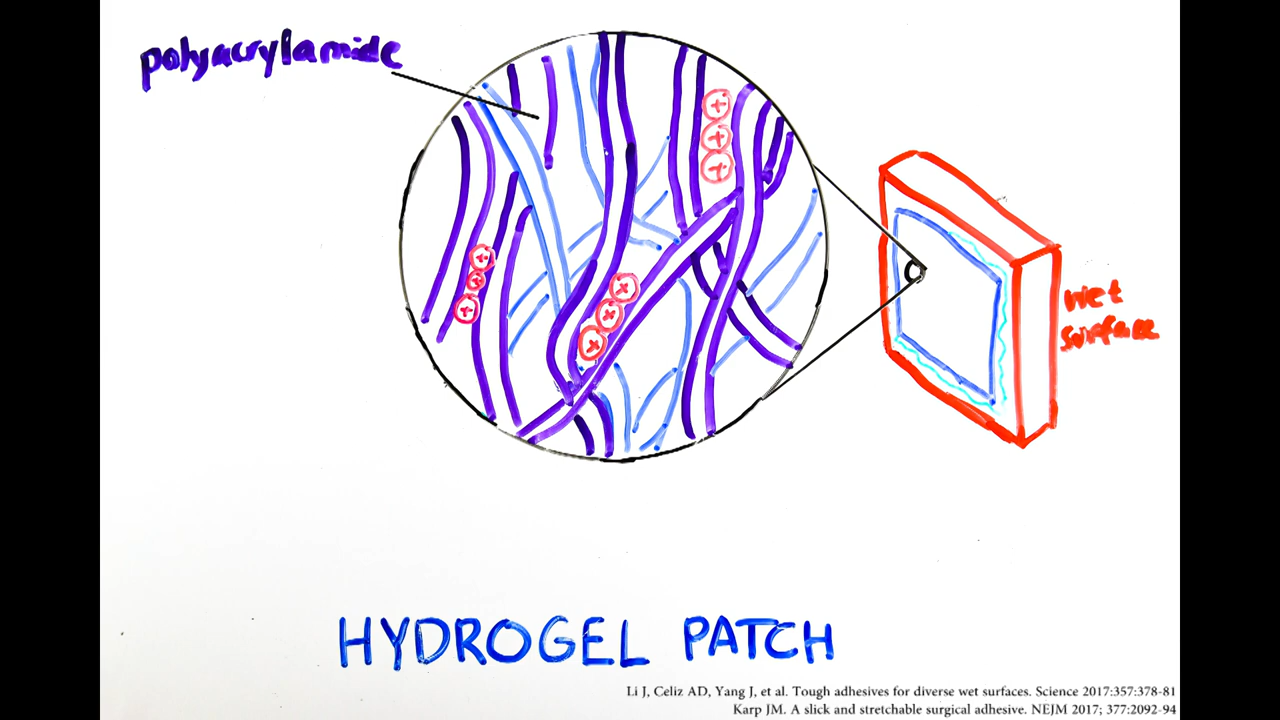 polyacrylamide
+
+
+
+
+
+
+
+
+
wet
surface
HYDROGEL PATCH
Li J, Celiz AD, Yang J, et al. Tough adhesives for diverse wet surfaces. Science 2017:357:378-81
Karp JM. A slick and stretchable surgical adhesive. NEJM 2017; 377:2092-94